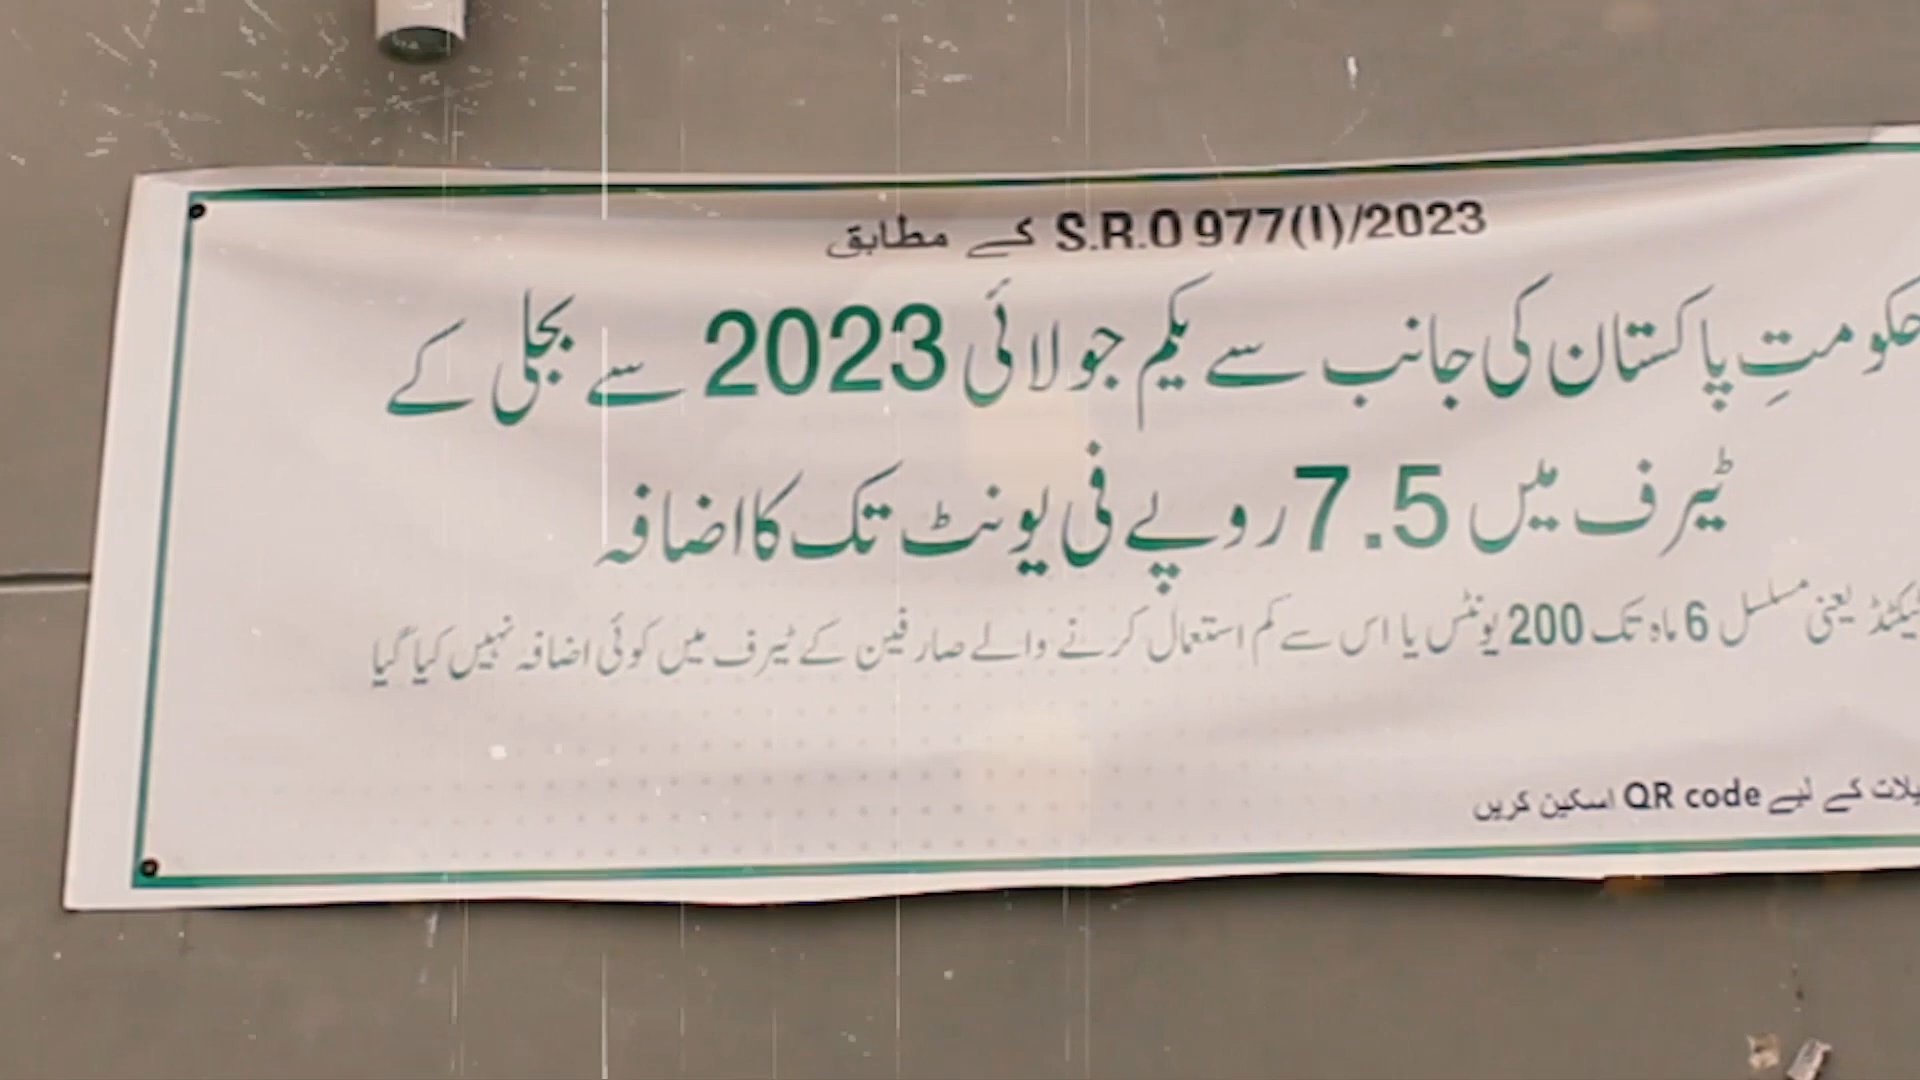 S.R.O 977(I)/2023 کے مطابق
حکومتِ پاکستان کی جانب سے یکم جولائی 2023 سے بجلی کے
ٹیرف میں 7.5 روپے فی یونٹ تک کا اضافہ
یعنی مسلسل 6 ماہ تک 200 یونٹس یا اس سے کم استعمال کرنے والے صارفین کے ٹیرف میں کوئی اضافہ نہیں کیا گیا
کے لیے QR code اسکین کریں